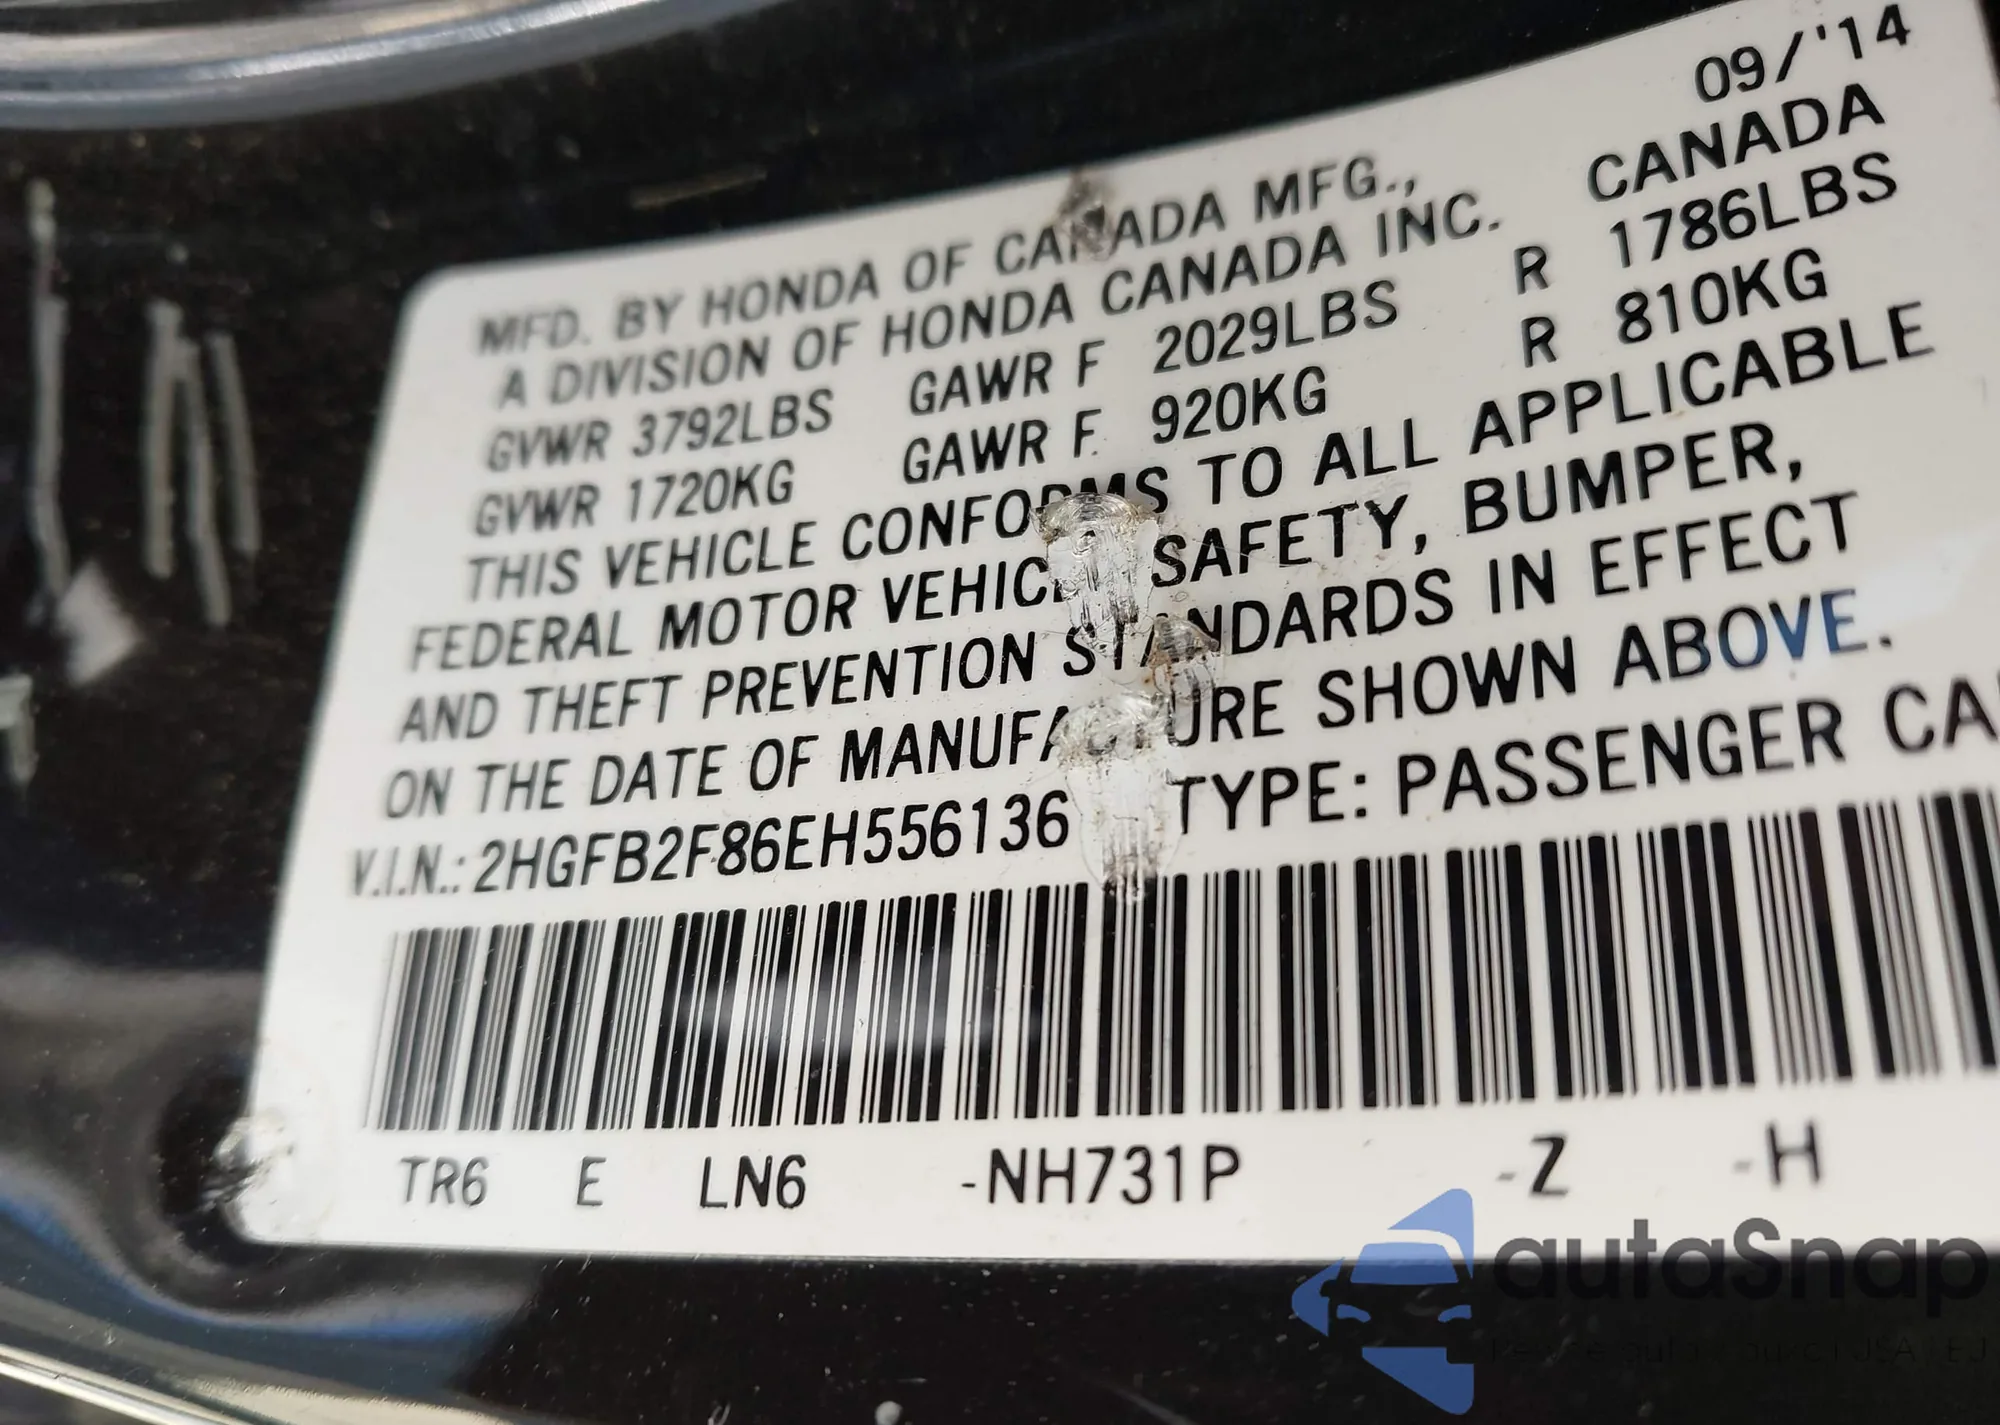 09/'14
MFD. BY HONDA OF CANADA MFG., CANADA
A DIVISION OF HONDA CANADA INC.
GVWR 3792LBS GAWR F 2029LBS R 1786LBS
GVWR 1720KG GAWR F. 920KG R 810KG
THIS VEHICLE CONFORMS TO ALL APPLICABLE
FEDERAL MOTOR VEHICLE SAFETY, BUMPER,
AND THEFT PREVENTION STANDARDS IN EFFECT
ON THE DATE OF MANUFACTURE SHOWN ABOVE.
V.I.N.: 2HGFB2F86EH556136 TYPE: PASSENGER CA
TR6 E LN6 -NH731P -Z -H
autoSnap